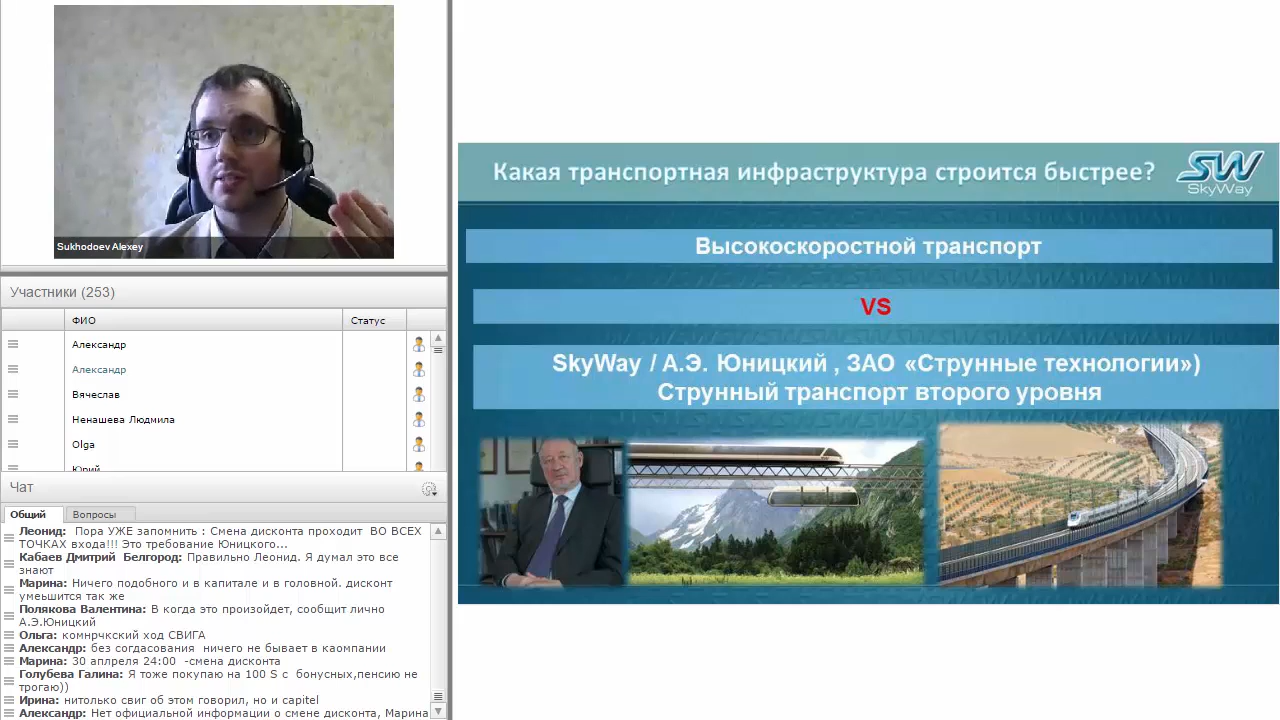 Sukhodoev Alexey
Участники (253)
ФИО
Статус
Александр
Александр
Вячеслав
Ненашева Людмила
Olga
Юрий
Чат
Общий
Вопросы
Леонид: Пора УЖЕ запомнить : Смена дисконта проходит ВО ВСЕХ
ТОЧКАХ входа!!! Это требование Юницкого...
Кабаев Дмитрий Белгород: Правильно Леонид. Я думал это все
знают
Марина: Ничего подобного и в капитале и в головной. дисконт
умеьшится так же
Полякова Валентина: В когда это произойдет, сообщит лично
А.Э.Юницкий
Ольга: комнрчкский ход СВИГА
Александр: без согдасования ничего не бывает в каомпании
Марина: 30 аппреля 24:00 -смена дисконта
Голубева Галина: Я тоже покупаю на 100 S с бонусных,пенсию не
трогаю))
Ирина: нитолько свиг об этом говорил, но и capitel
Александр: Нет официальной информации о смене дисконта, Марина
Какая транспортная инфраструктура строится быстрее?
SW
SkyWay
Высокоскоростной транспорт
VS
SkyWay / А.Э. Юницкий , ЗАО «Струнные технологии»)
Струнный транспорт второго уровня